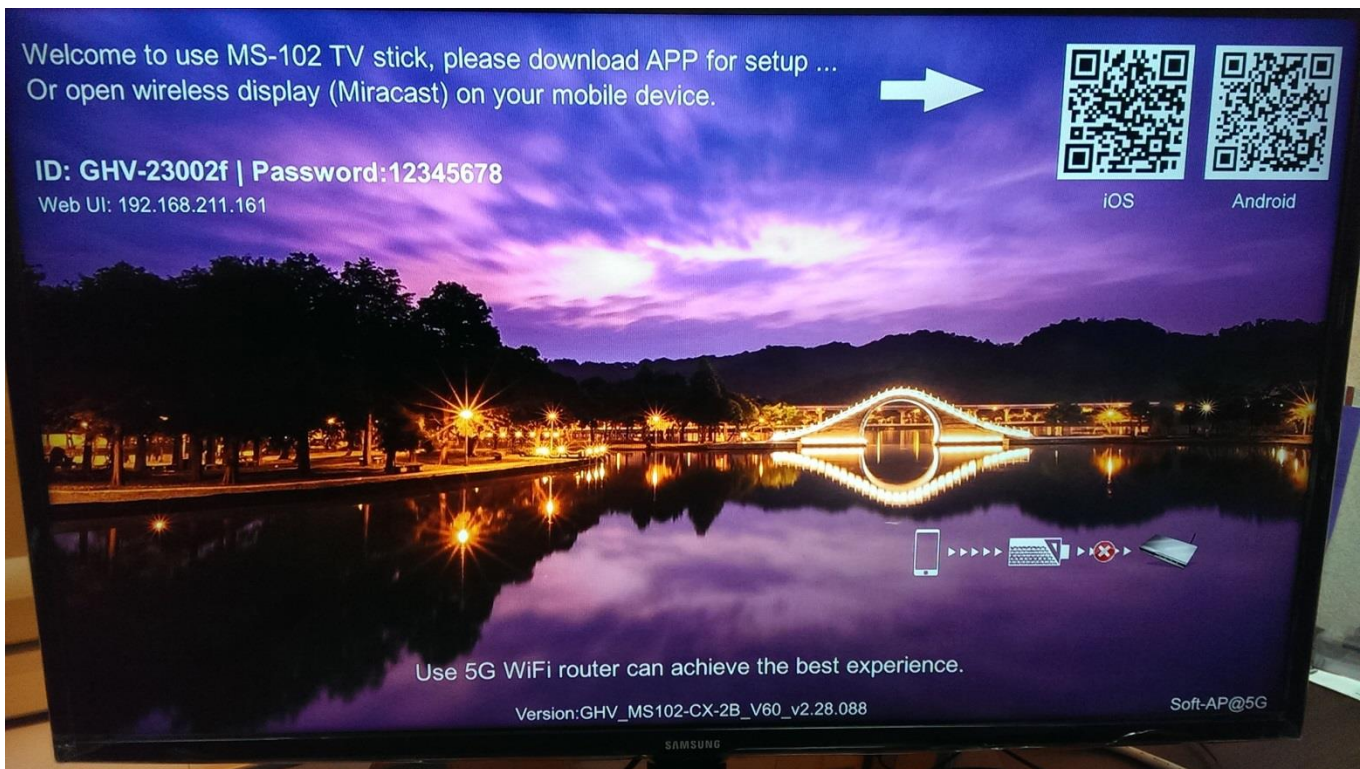 Welcome to use MS-102 TV stick, please download APP for setup ...
Or open wireless display (Miracast) on your mobile device.
ID: GHV-23002f | Password:12345678
Web UI: 192.168.211.161
iOS
Android
Use 5G WiFi router can achieve the best experience.
Version:GHV_MS102-CX-2B_V60_v2.28.088
Soft-AP@5G
SAMSUNG